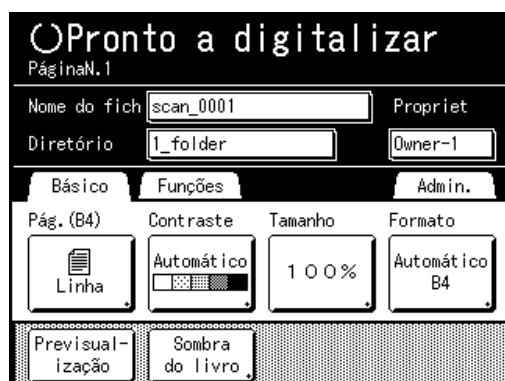 Pronto a digitalizar
PáginaN.1
Nome do fich scan_0001 Propriet
Diretório 1_folder Owner-1
Básico Funções Admin.
Pág.(B4) Contraste Tamanho Formato
Linha Automático 100% Automático B4
Previsual-ização Sombra do livro